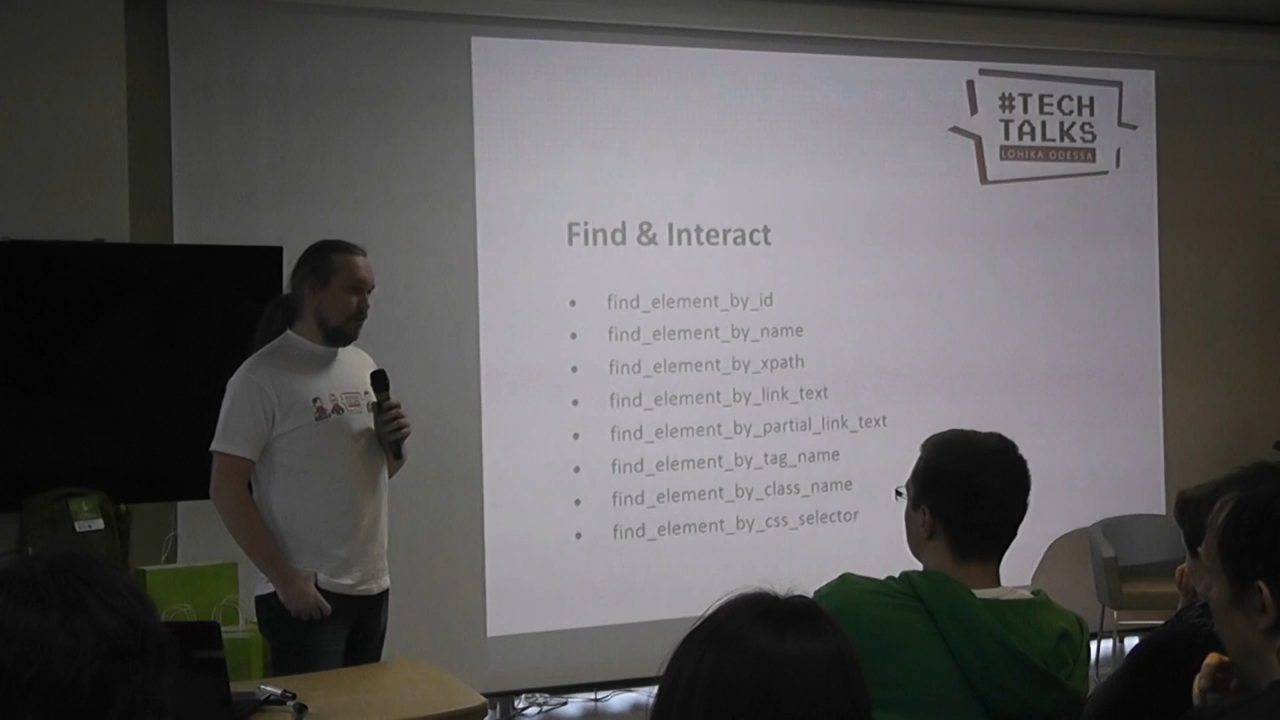 #TECH
TALKS
LOHIKA ODESSA
Find & Interact
• find_element_by_id
• find_element_by_name
• find_element_by_xpath
• find_element_by_link_text
• find_element_by_partial_link_text
• find_element_by_tag_name
• find_element_by_class_name
• find_element_by_css_selector